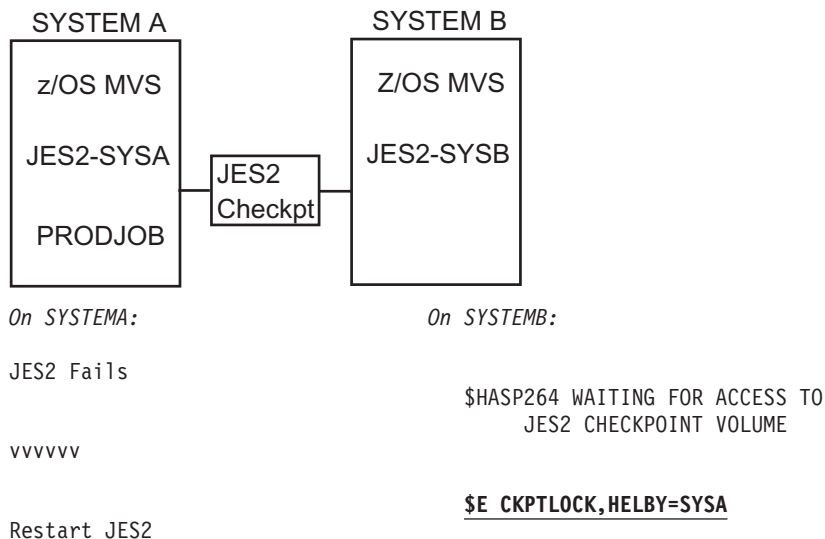 SYSTEM A
SYSTEM B
z/OS MVS
Z/OS MVS
JES2-SYSA
JES2
Checkpt
JES2-SYSB
PRODJOB
On SYSTEMA:
On SYSTEMB:
JES2 Fails
$HASP264 WAITING FOR ACCESS TO
JES2 CHECKPOINT VOLUME
vvvvvv
$E CKPTLOCK,HELBY=SYSA
Restart JES2